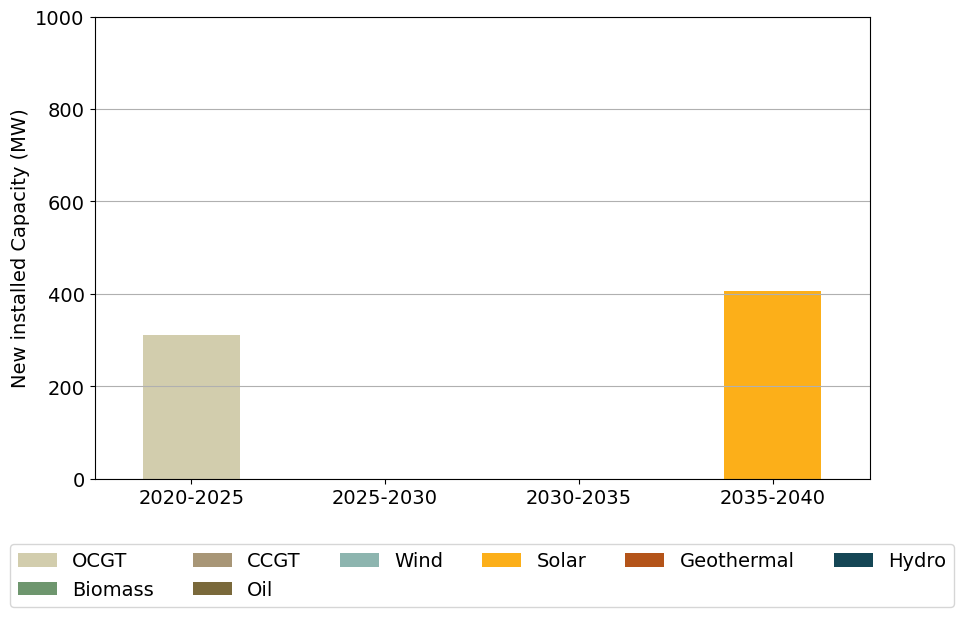 1000
800
600
400
200
0
New installed Capacity (MW)
2020-2025 2025-2030 2030-2035 2035-2040
OCGT CCGT Wind Solar Geothermal Hydro
Biomass Oil